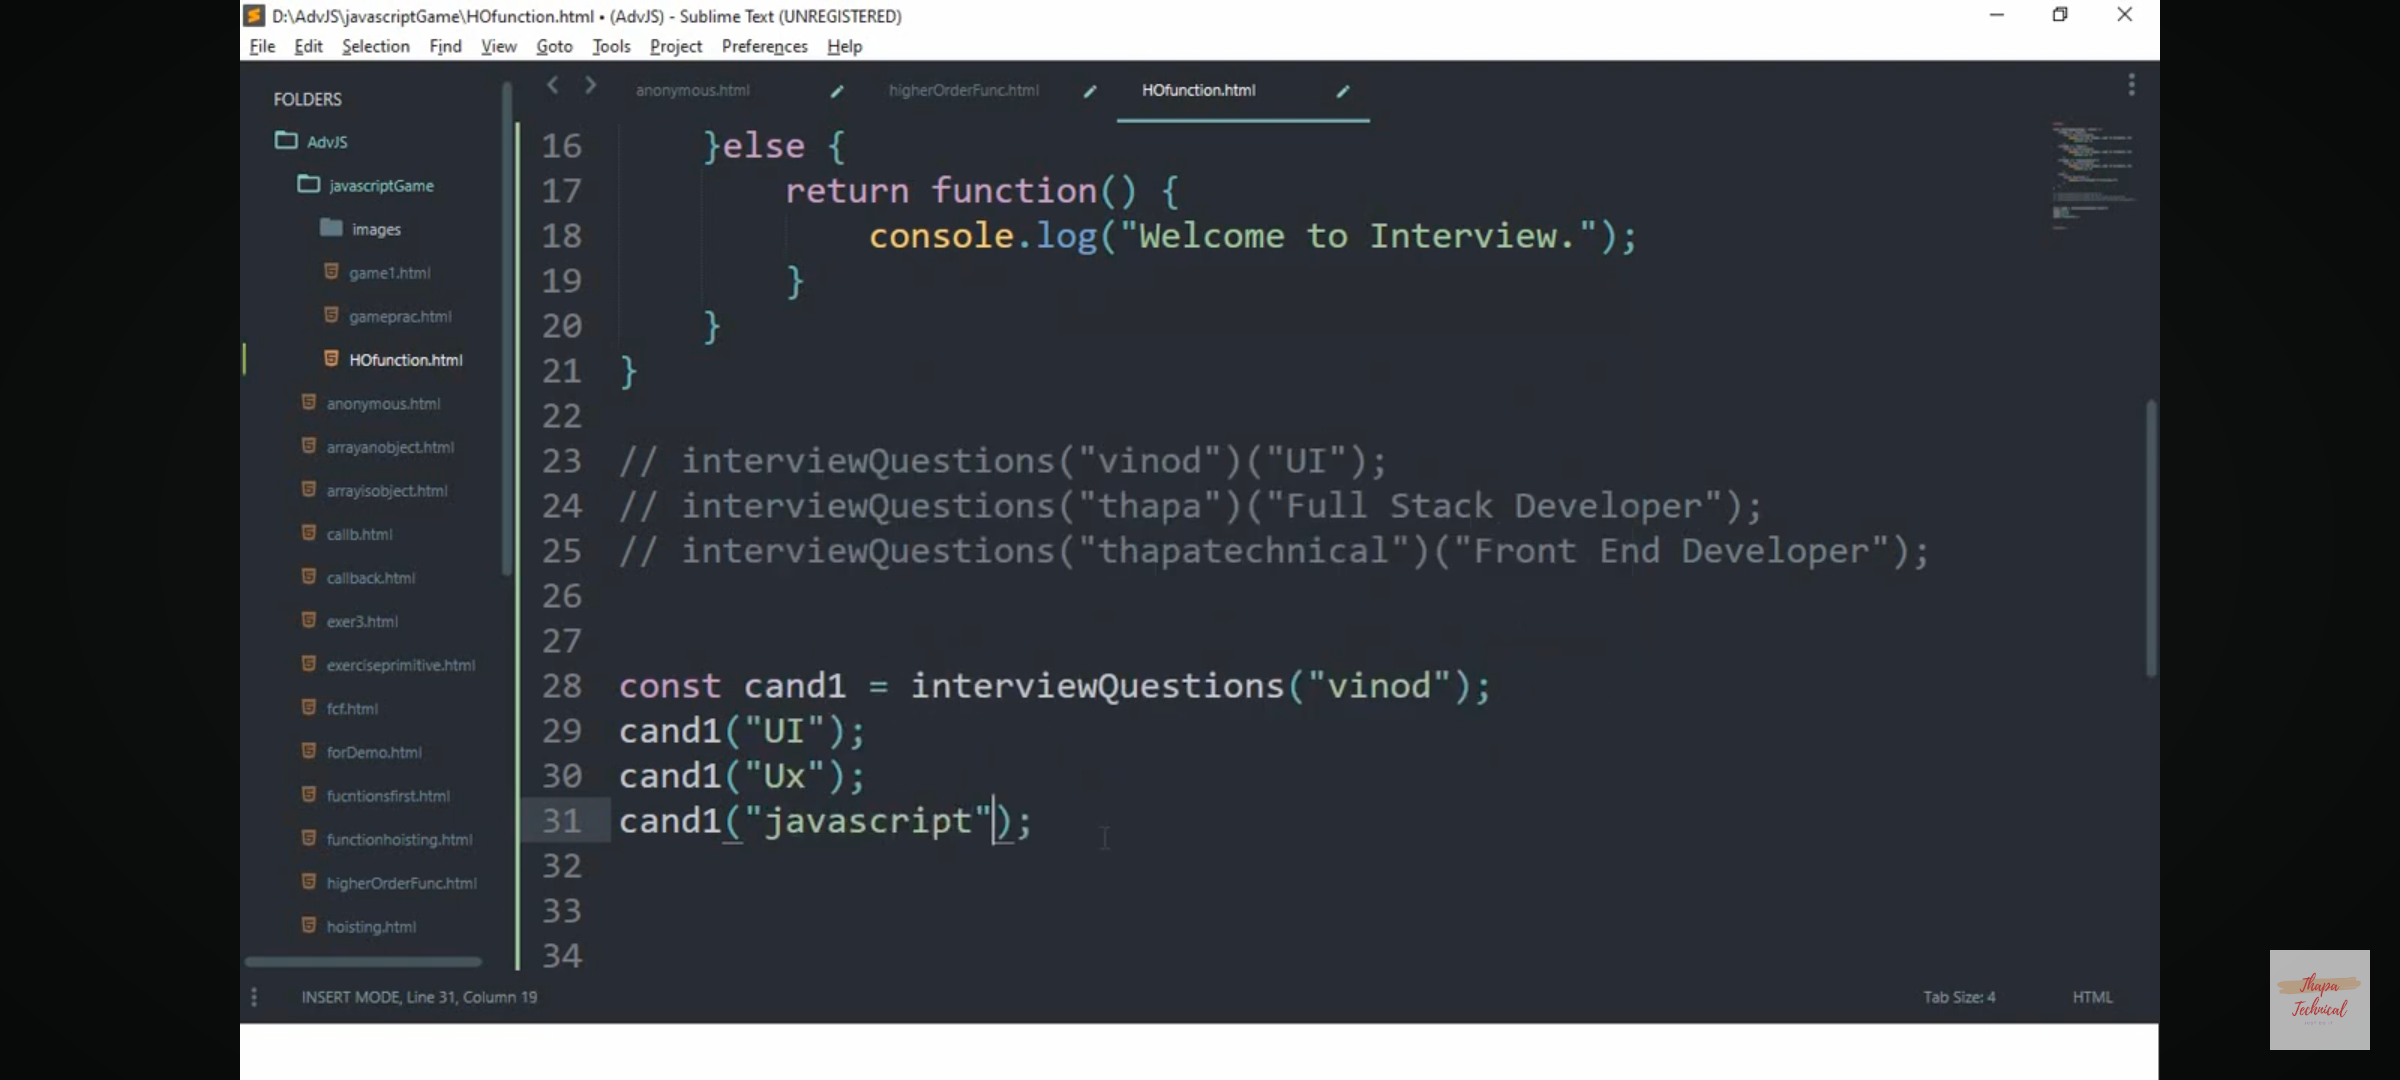 D:\AdvJS\javascriptGame\HOfunction.html • (AdvJS) - Sublime Text (UNREGISTERED)
File Edit Selection Find View Goto Tools Project Preferences Help
FOLDERS
AdvJS
javascriptGame
images
game1.html
gameprac.html
HOfunction.html
anonymous.html
arrayanobject.html
arrayisobject.html
callb.html
callback.html
exer3.html
exerciseprimitive.html
fcf.html
forDemo.html
fucntionsfirst.html
functionhoisting.html
higherOrderFunc.html
hoisting.html
anonymous.html higherOrderFunc.html HOfunction.html
16 }else {
17 return function() {
18 console.log("Welcome to Interview.");
19 }
20 }
21 }
22
23 // interviewQuestions("vinod")("UI");
24 // interviewQuestions("thapa")("Full Stack Developer");
25 // interviewQuestions("thapatechnical")("Front End Developer");
26
27
28 const cand1 = interviewQuestions("vinod");
29 cand1("UI");
30 cand1("Ux");
31 cand1("javascript");
32
33
34
INSERT MODE, Line 31, Column 19
Tab Size: 4 HTML
Thapa
Technical